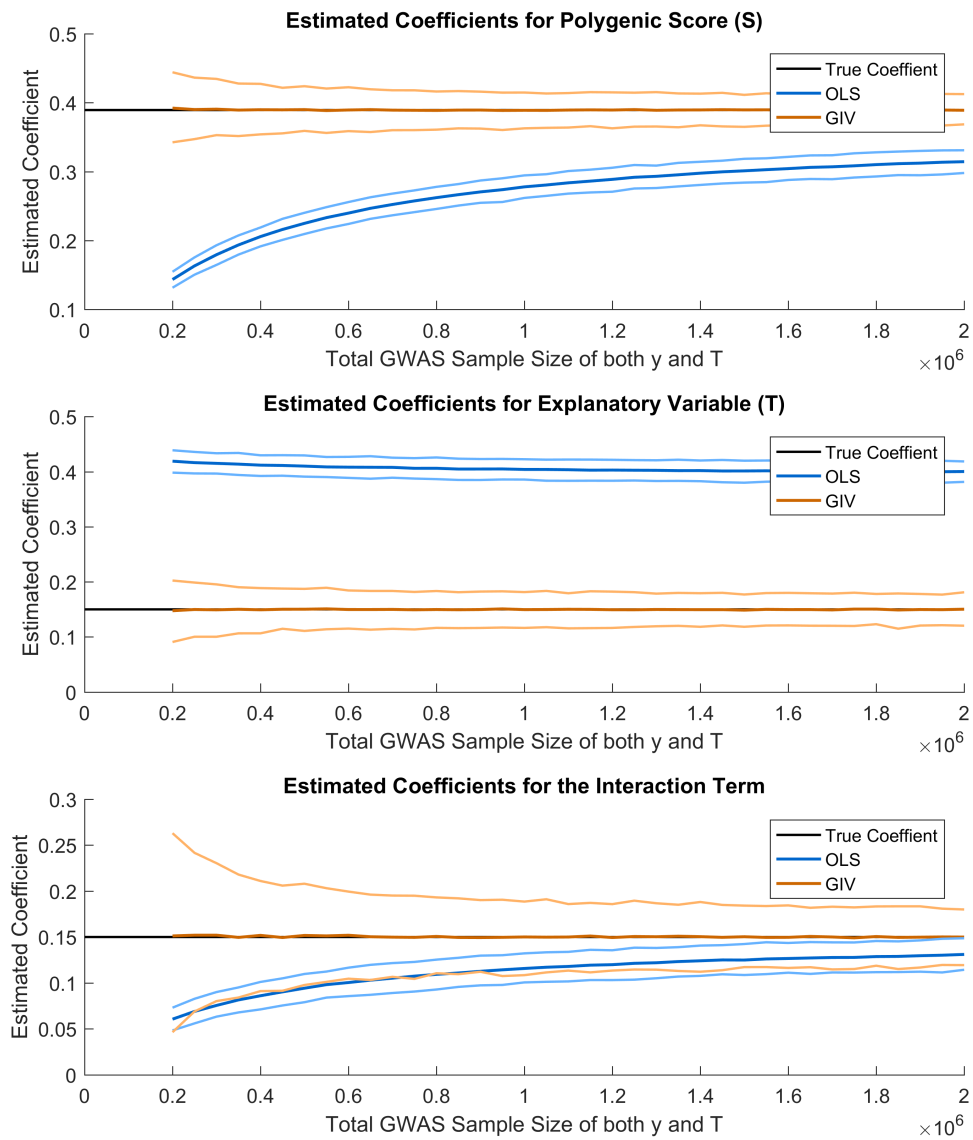 Estimated Coefficients for Polygenic Score (S)
0.5
0.4
0.3
0.2
0.1
Estimated Coefficient
True Coeffient
OLS
GIV
0 0.2 0.4 0.6 0.8 1 1.2 1.4 1.6 1.8 2
Total GWAS Sample Size of both y and T
×10^6
Estimated Coefficients for Explanatory Variable (T)
0.5
0.4
0.3
0.2
0.1
0
Estimated Coefficient
True Coeffient
OLS
GIV
0 0.2 0.4 0.6 0.8 1 1.2 1.4 1.6 1.8 2
Total GWAS Sample Size of both y and T
×10^6
Estimated Coefficients for the Interaction Term
0.3
0.25
0.2
0.15
0.1
0.05
0
Estimated Coefficient
True Coeffient
OLS
GIV
0 0.2 0.4 0.6 0.8 1 1.2 1.4 1.6 1.8 2
Total GWAS Sample Size of both y and T
×10^6